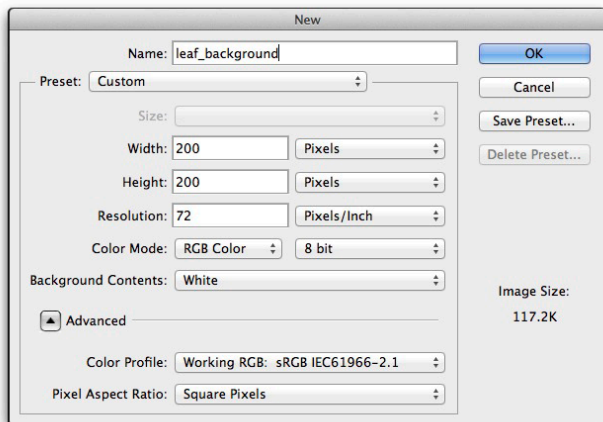 New
Name: leaf_background
OK
Preset: Custom
Cancel
Size:
Save Preset...
Width: 200 Pixels
Delete Preset...
Height: 200 Pixels
Resolution: 72 Pixels/Inch
Color Mode: RGB Color 8 bit
Background Contents: White
Image Size:
117.2K
Advanced
Color Profile: Working RGB: sRGB IEC61966-2.1
Pixel Aspect Ratio: Square Pixels